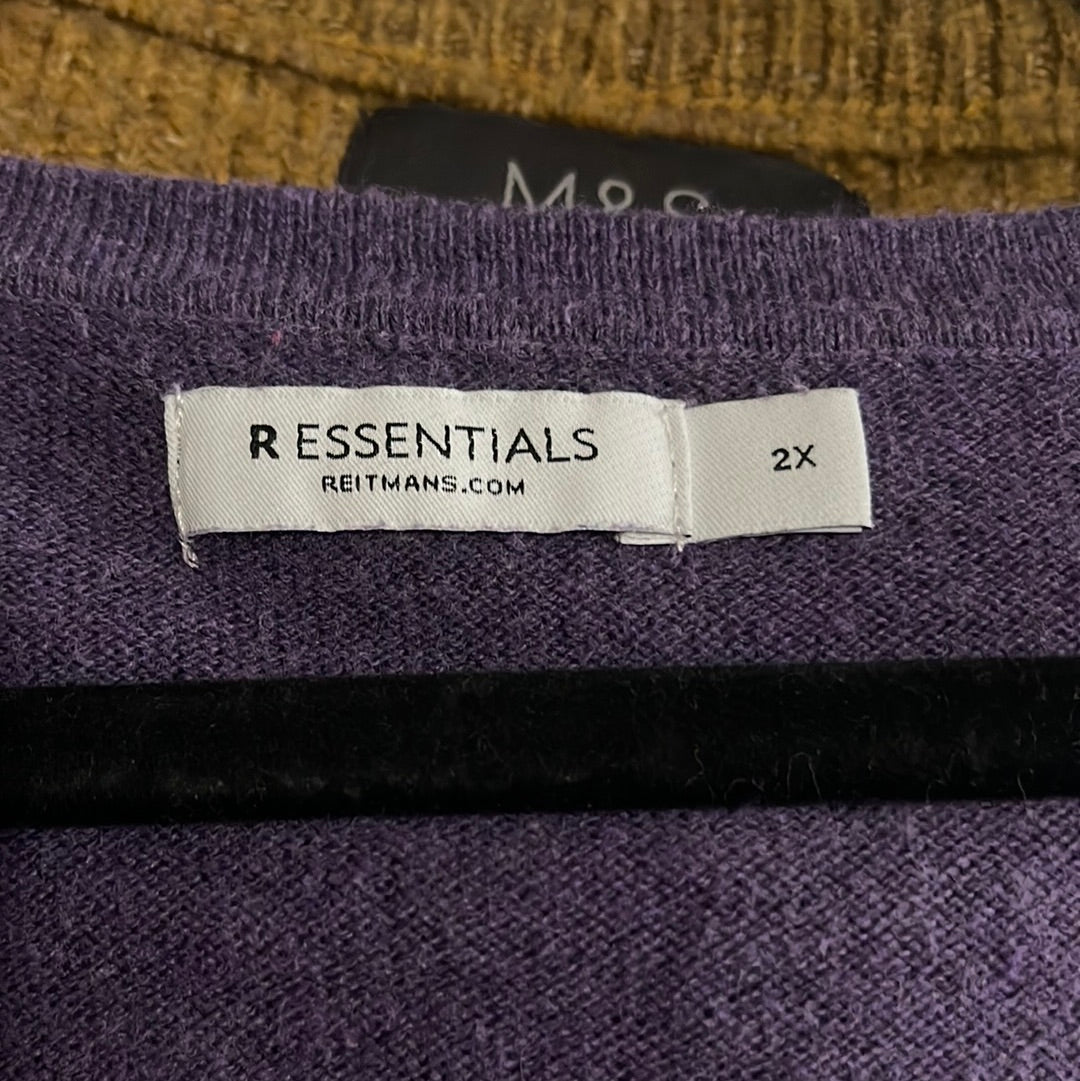 M&S
R ESSENTIALS
REITMANS.COM
2X